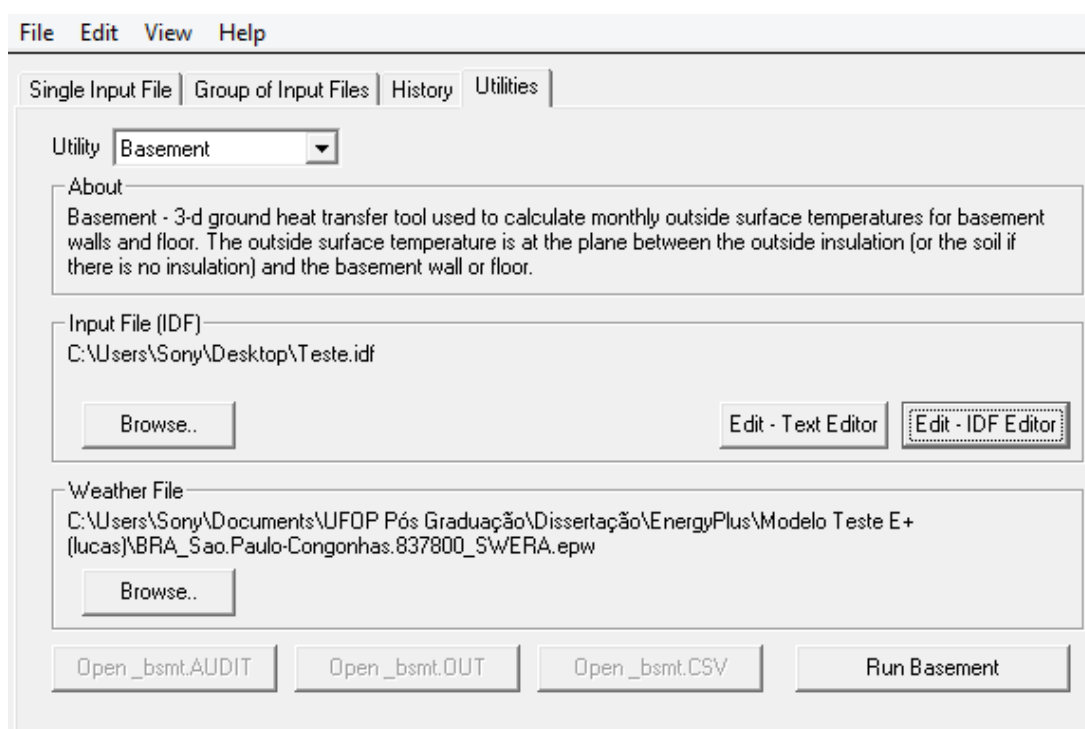 File Edit View Help
Single Input File Group of Input Files History Utilities
Utility Basement
About
Basement - 3-d ground heat transfer tool used to calculate monthly outside surface temperatures for basement
walls and floor. The outside surface temperature is at the plane between the outside insulation (or the soil if
there is no insulation) and the basement wall or floor.
Input File (IDF)
C:\Users\Sony\Desktop\Teste.idf
Browse.. Edit - Text Editor Edit - IDF Editor
Weather File
C:\Users\Sony\Documents\UFOP Pós Graduação\Dissertação\EnergyPlus\Modelo Teste E+
(lucas)\BRA_Sao.Paulo-Congonhas.837800_SWERA.epw
Browse..
Open _bsmt.AUDIT Open _bsmt.OUT Open _bsmt.CSV Run Basement